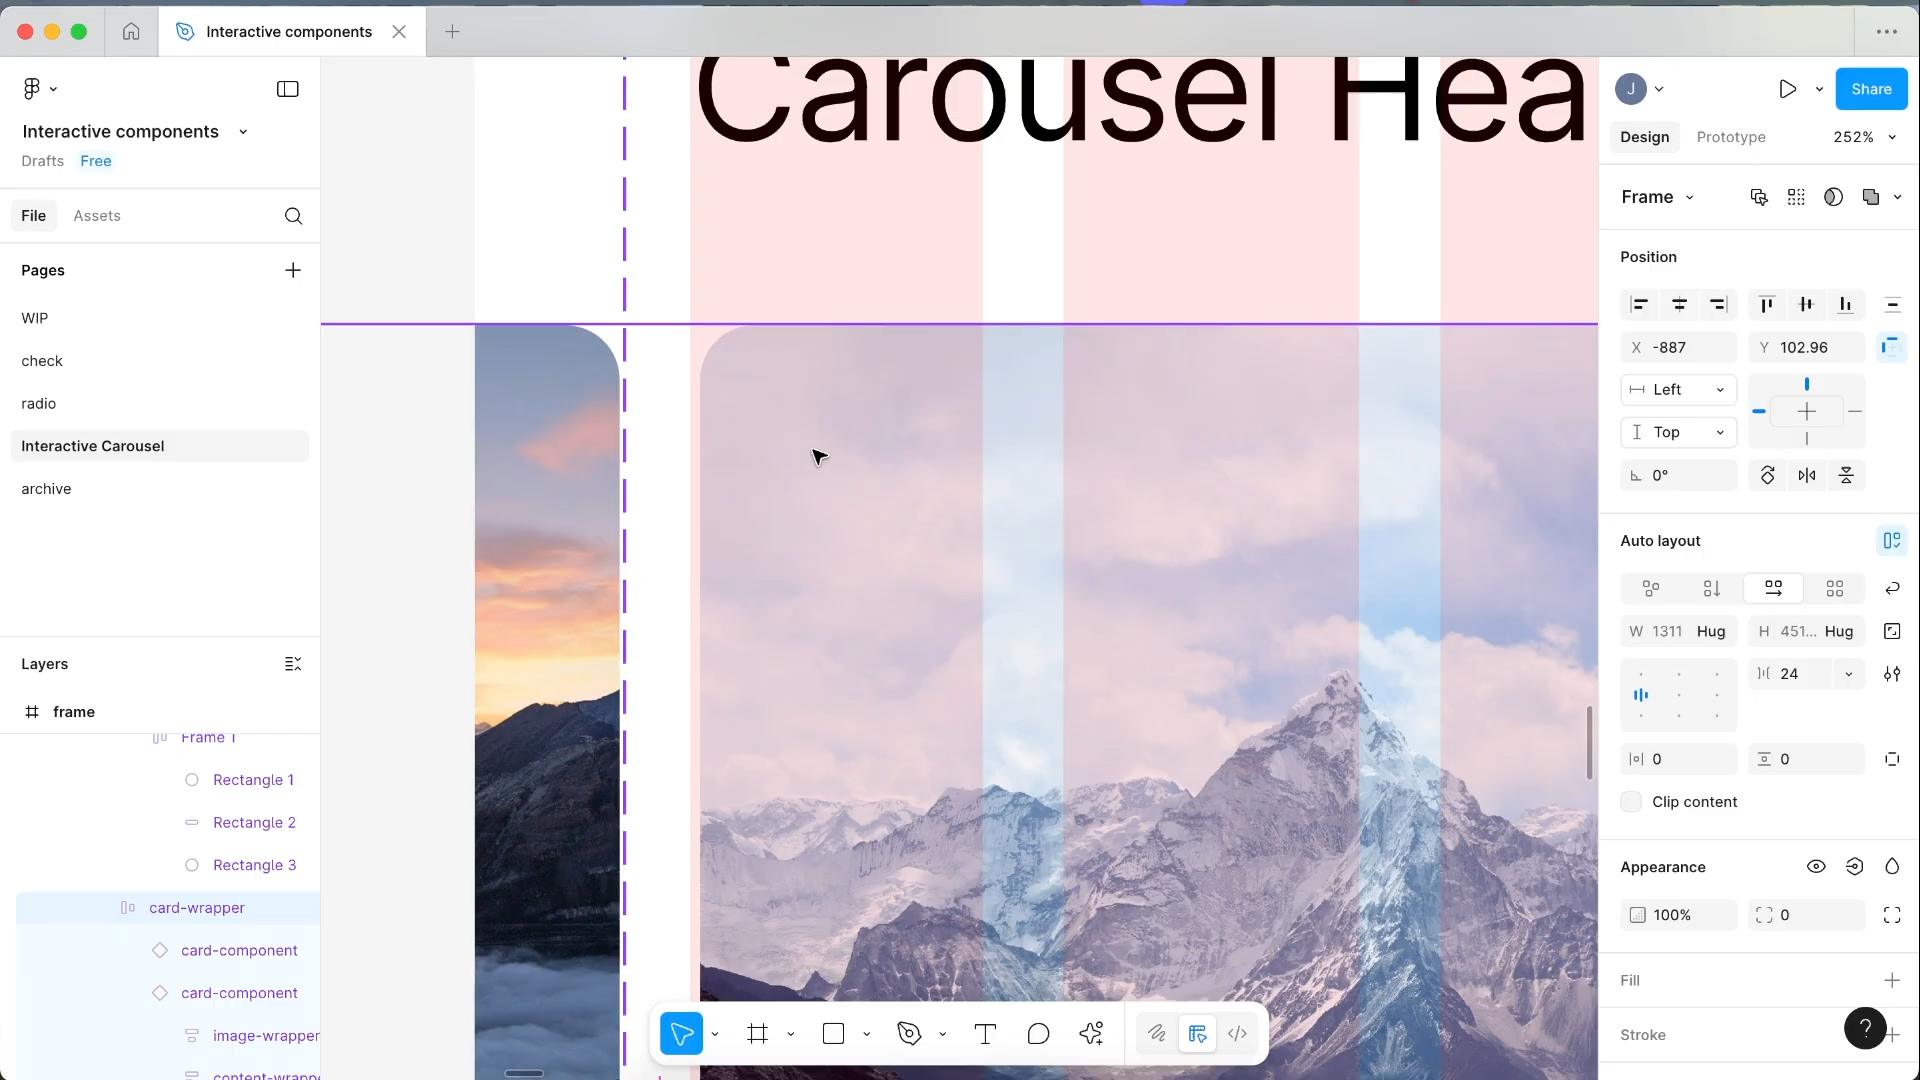 Interactive components
Interactive components
Drafts Free
File Assets
Pages
WIP
check
radio
Interactive Carousel
archive
Layers
frame
Frame 1
Rectangle 1
Rectangle 2
Rectangle 3
card-wrapper
card-component
card-component
image-wrapper
content-wrappe
Carousel Hea
J
Share
Design Prototype 252%
Frame
Position
X -887 Y 102.96
Left
Top
0°
Auto layout
W 1311 Hug H 451... Hug
24
0 0
Clip content
Appearance
100% 0
Fill
Stroke
?